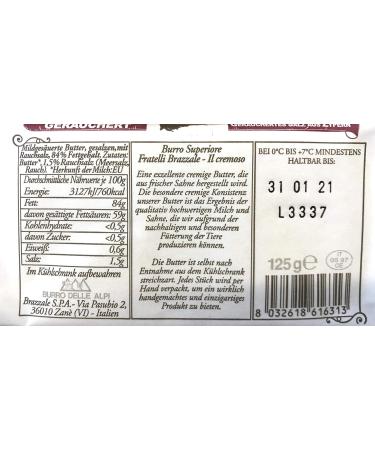 GERÄUCHERT
Mildgesäuerte Butter, gesalzen, mit
Rauchsalz, 84% Fettgehalt. Zutaten:
Butter*, 1,5% Rauchsalz (Meersalz,
Rauch). *Herkunft der Milch:EU
Durchschnittliche Nährwerte je 100g
Energie: 3127kJ/760kcal
Fett: 84g
davon gesättigte Fettsäuren: 59g
Kohlenhydrate: <0,5g
davon Zucker: <0,5g
Eiweiß: 0,6g
Salz: 1,5g
Im Kühlschrank aufbewahren
BURRO DELLE ALPI
Brazzale S.P.A.- Via Pasubio 2,
36010 Zanè (VI) - Italien
Burro Superiore
Fratelli Brazzale - Il cremoso
Eine exzellente cremige Butter, die
aus frischer Sahne hergestellt wird.
Die besondere Konsistenz - cremig -
unserer Butter ist das Ergebnis der
qualitativ hochwertigen Milch und
Sahne, die wir aufgrund der
nachhaltigen und besonderen
Fütterung der Tiere
produzieren können.
Die Butter ist selbst nach
Entnahme aus dem Kühlschrank
streichzart. Jedes Stück wird per
Hand verpackt, um ein wirklich
handgemachtes und einzigartiges
Produkt zu bieten.
BEI 0°C BIS +7°C MINDESTENS
HALTBAR BIS:
31 01 21
L3337
125g e
IT
05 97
CE
8 032618 616313